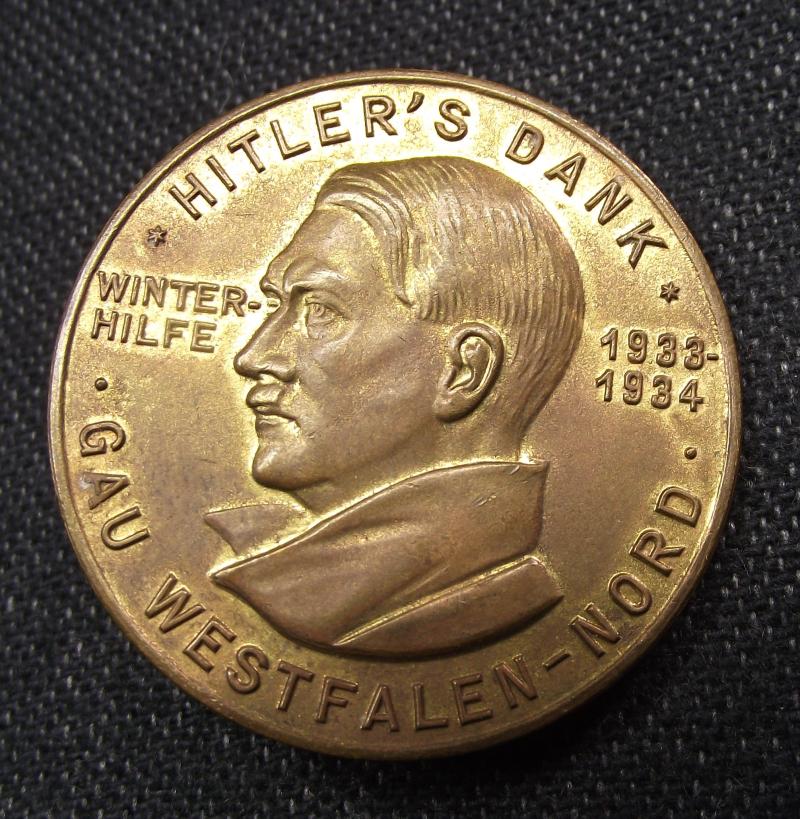 * HITLER'S DANK *
WINTER-
HILFE
1933-
1934
· GAU WESTFALEN-NORD ·